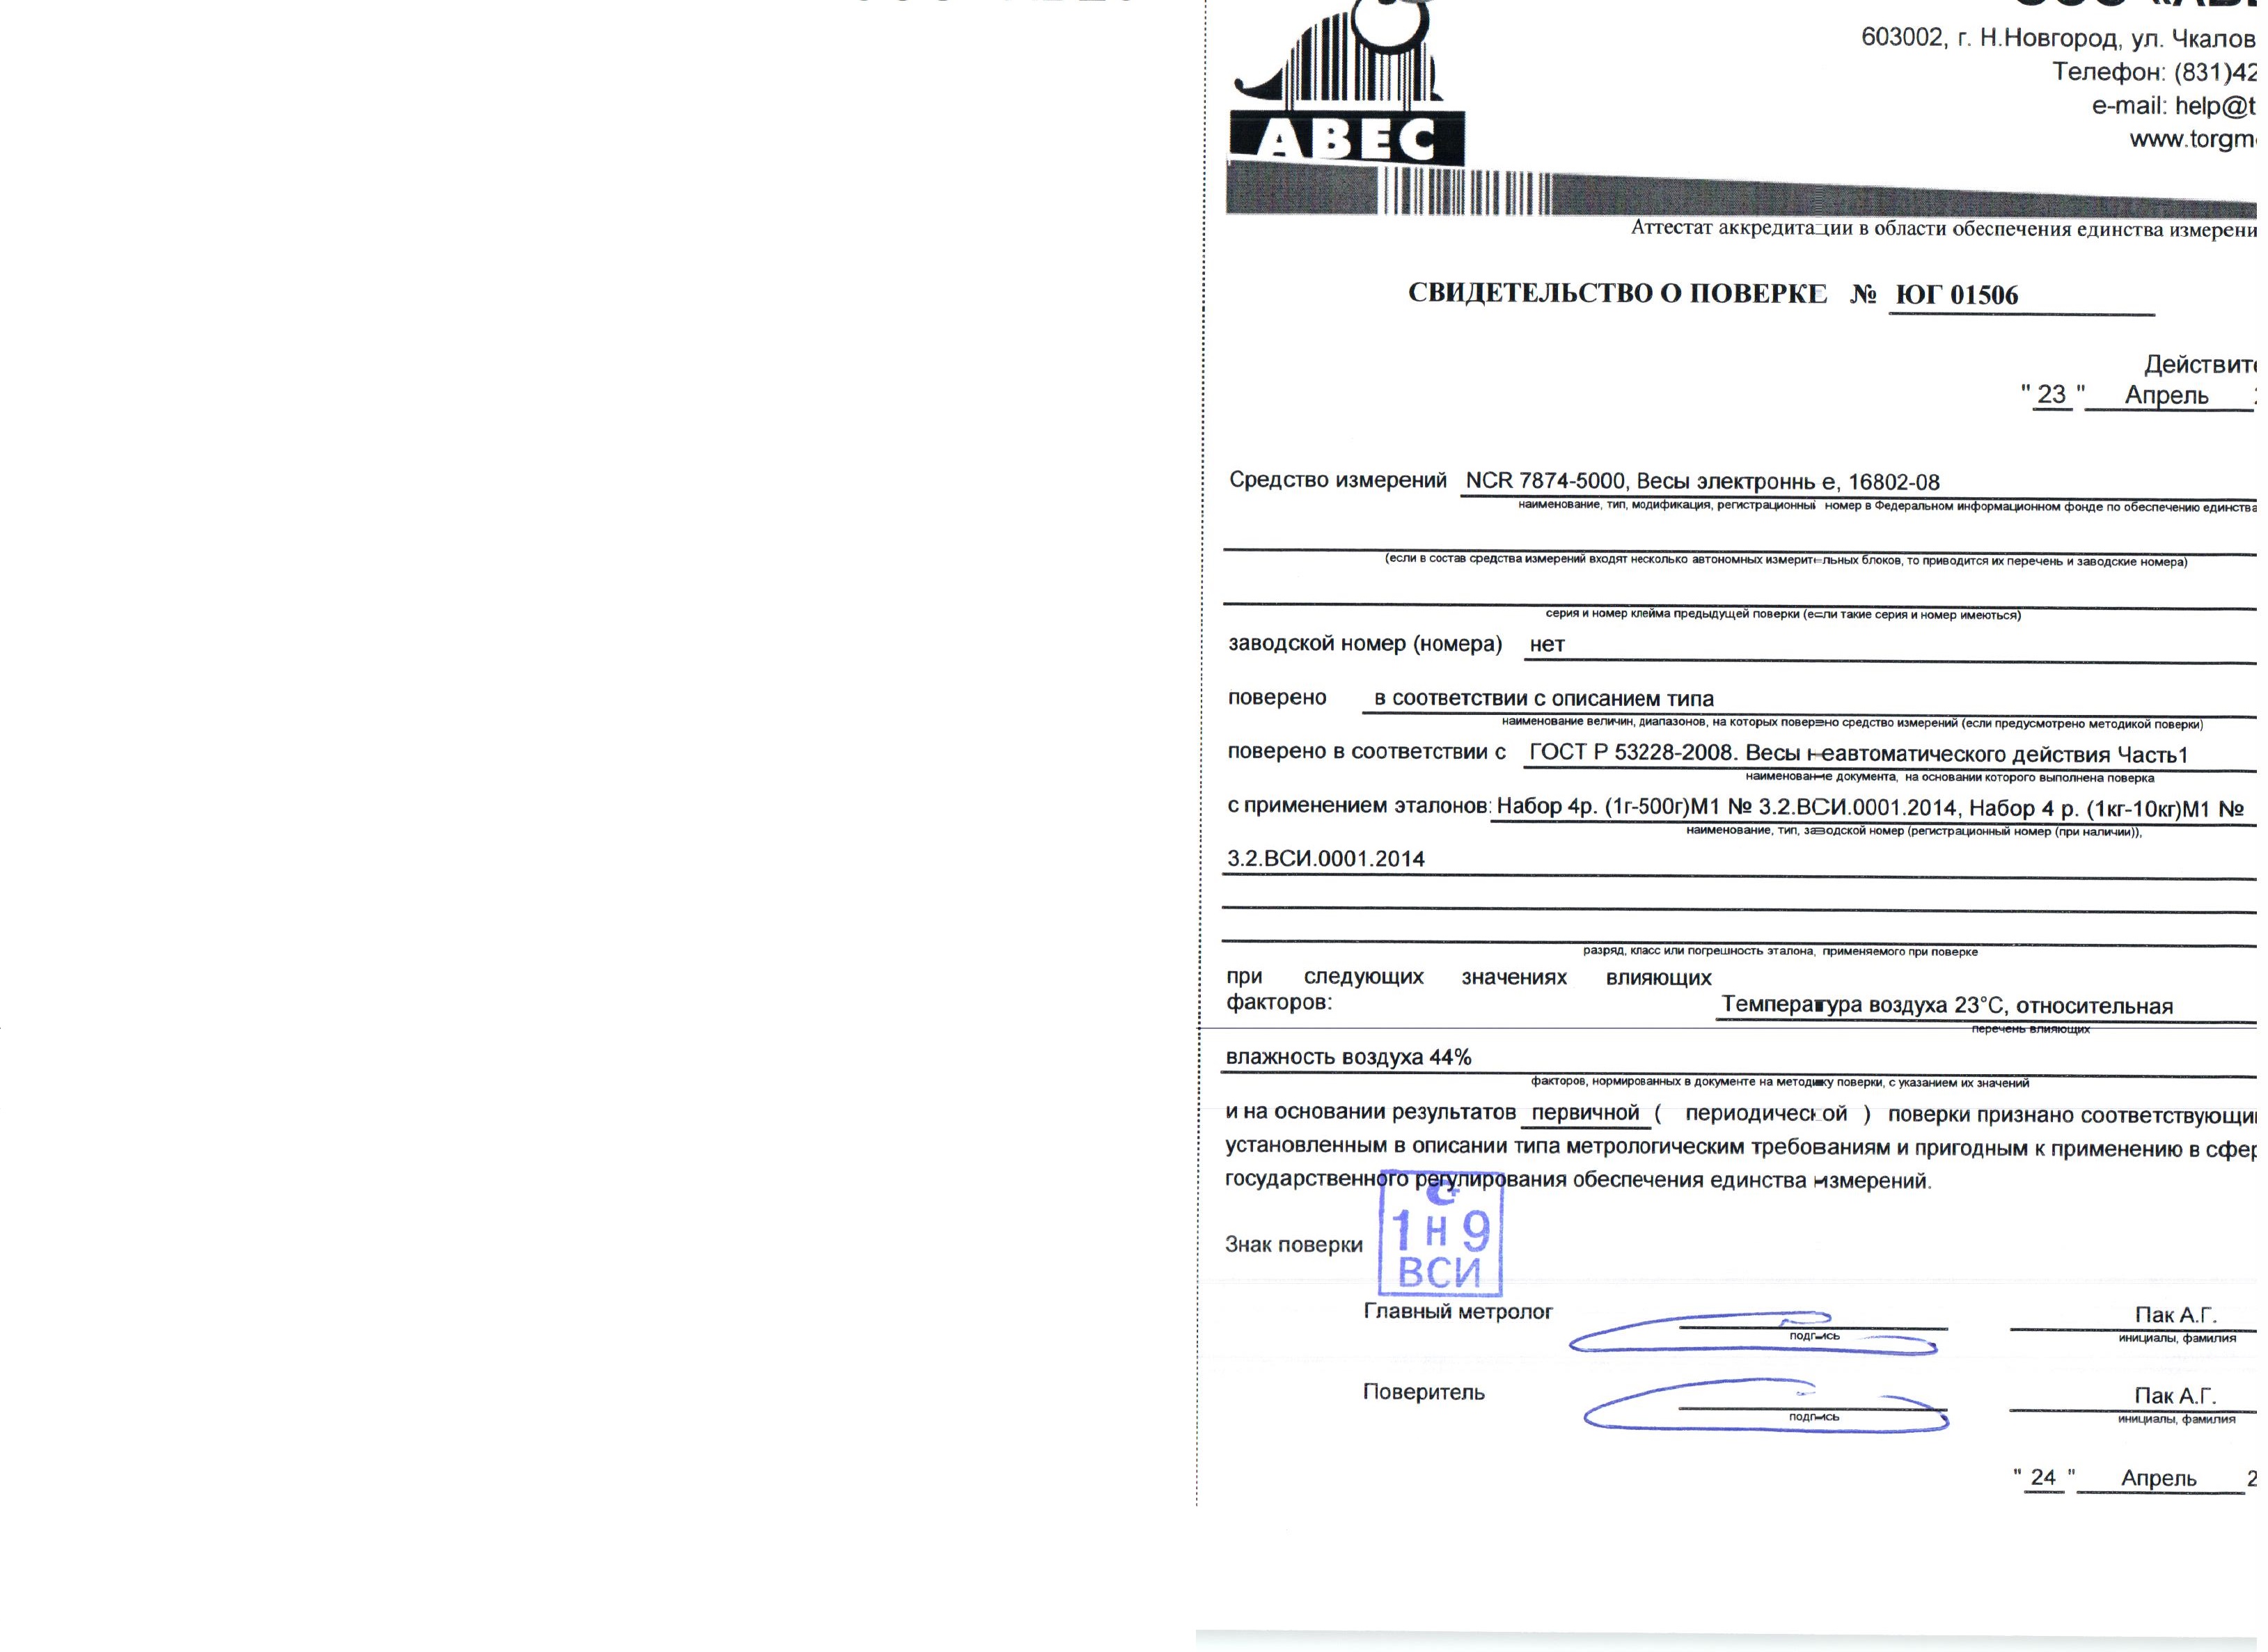 АВЕС
603002, г. Н.Новгород, ул. Чкалов
Телефон: (831)42
e-mail: help@t
www.torgm
Аттестат аккредитации в области обеспечения единства измерени
СВИДЕТЕЛЬСТВО О ПОВЕРКЕ № ЮГ 01506
Действите
" 23 " Апрель 2
Средство измерений NCR 7874-5000, Весы электронны е, 16802-08
наименование, тип, модификация, регистрационный номер в Федеральном информационном фонде по обеспечению единства
(если в состав средства измерений входят несколько автономных измерительных блоков, то приводится их перечень и заводские номера)
серия и номер клейма предыдущей поверки (если такие серия и номер имеються)
заводской номер (номера) нет
поверено в соответствии с описанием типа
наименование величин, диапазонов, на которых поверено средство измерений (если предусмотрено методикой поверки)
поверено в соответствии с ГОСТ Р 53228-2008. Весы неавтоматического действия Часть1
наименование документа, на основании которого выполнена поверка
с применением эталонов: Набор 4р. (1г-500г)М1 № 3.2.ВСИ.0001.2014, Набор 4 р. (1кг-10кг)М1 №
наименование, тип, заводской номер (регистрационный номер (при наличии)),
3.2.ВСИ.0001.2014
разряд, класс или погрешность эталона, применяемого при поверке
при следующих значениях влияющих
факторов: Температура воздуха 23°С, относительная
перечень влияющих
влажность воздуха 44%
факторов, нормированных в документе на методику поверки, с указанием их значений
и на основании результатов первичной ( периодической ) поверки признано соответствующи
установленным в описании типа метрологическим требованиям и пригодным к применению в сфер
государственного регулирования обеспечения единства измерений.
Знак поверки
1 Н 9
ВСИ
Главный метролог Пак А.Г.
подпись инициалы, фамилия
Поверитель Пак А.Г.
подпись инициалы, фамилия
" 24 " Апрель 2